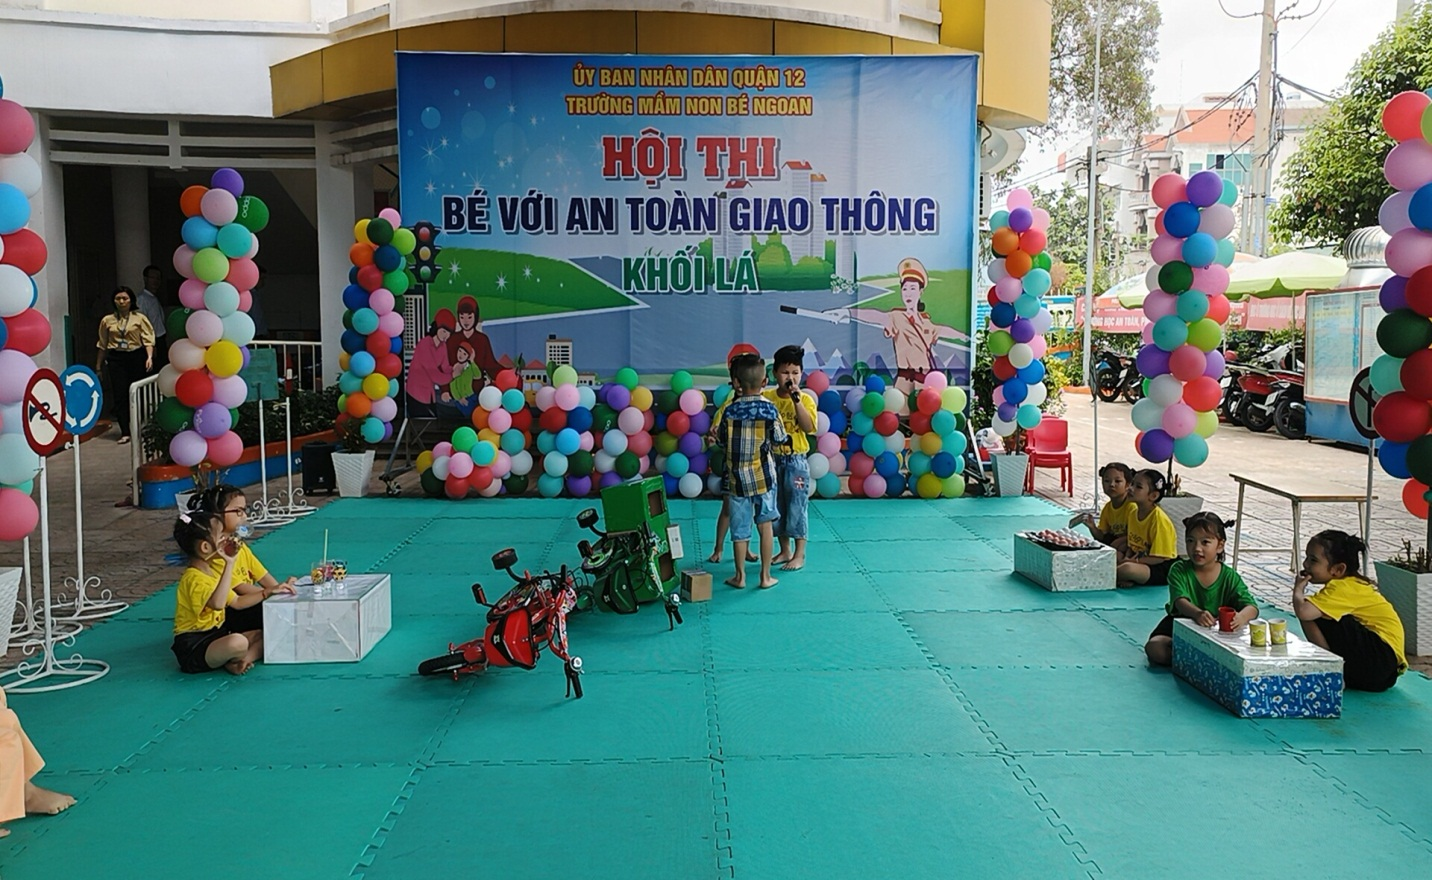 ỦY BAN NHÂN DÂN QUẬN 12
TRƯỜNG MẦM NON BÉ NGOAN
HỘI THI
BÉ VỚI AN TOÀN GIAO THÔNG
KHỐI LÁ
oppo